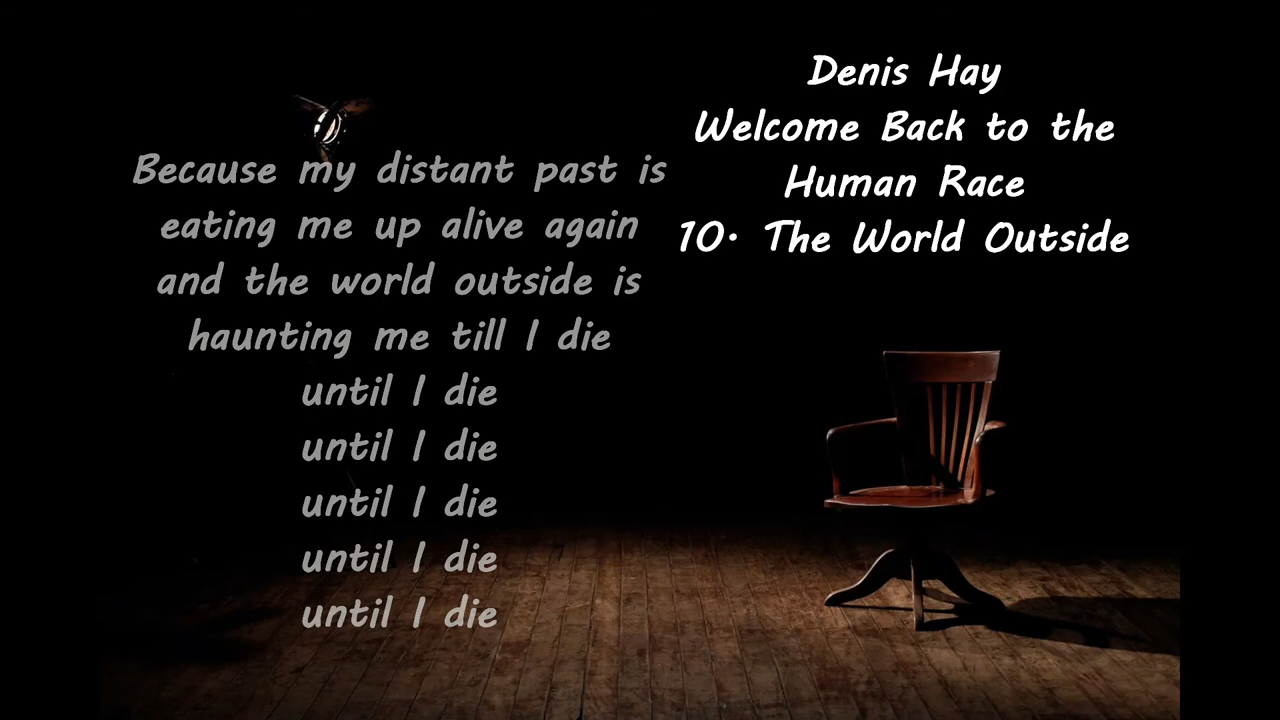 Denis Hay
Welcome Back to the
Human Race
10. The World Outside
Because my distant past is
eating me up alive again
and the world outside is
haunting me till I die
until I die
until I die
until I die
until I die
until I die